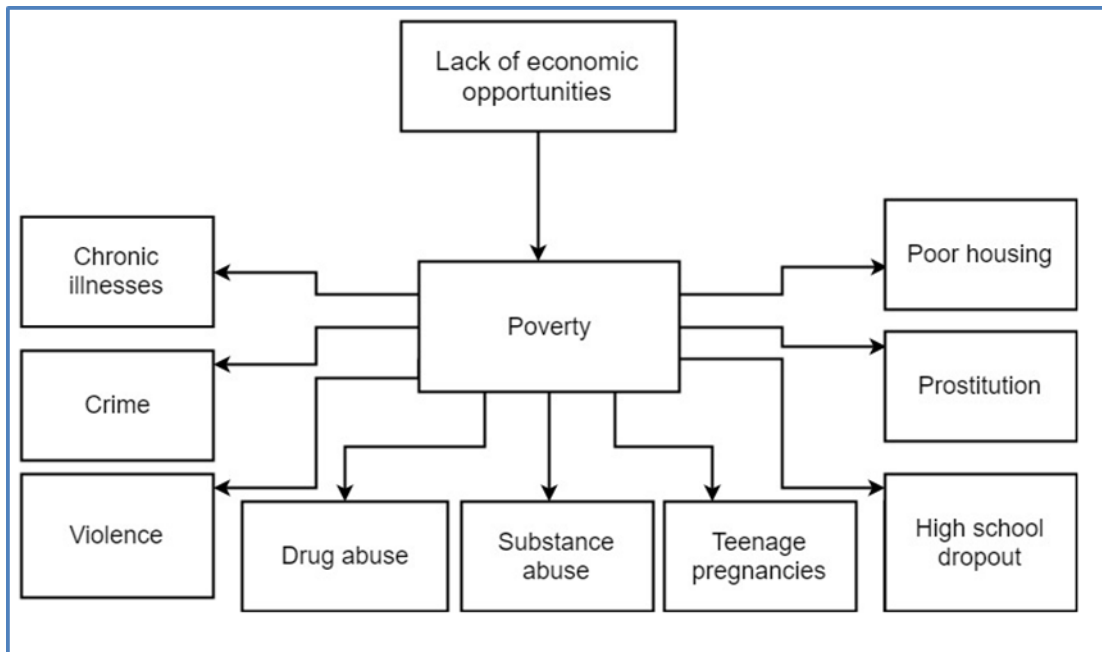 Lack of economic
opportunities
Chronic
illnesses
Poverty
Poor housing
Crime
Prostitution
Violence
Drug abuse
Substance
abuse
Teenage
pregnancies
High school
dropout